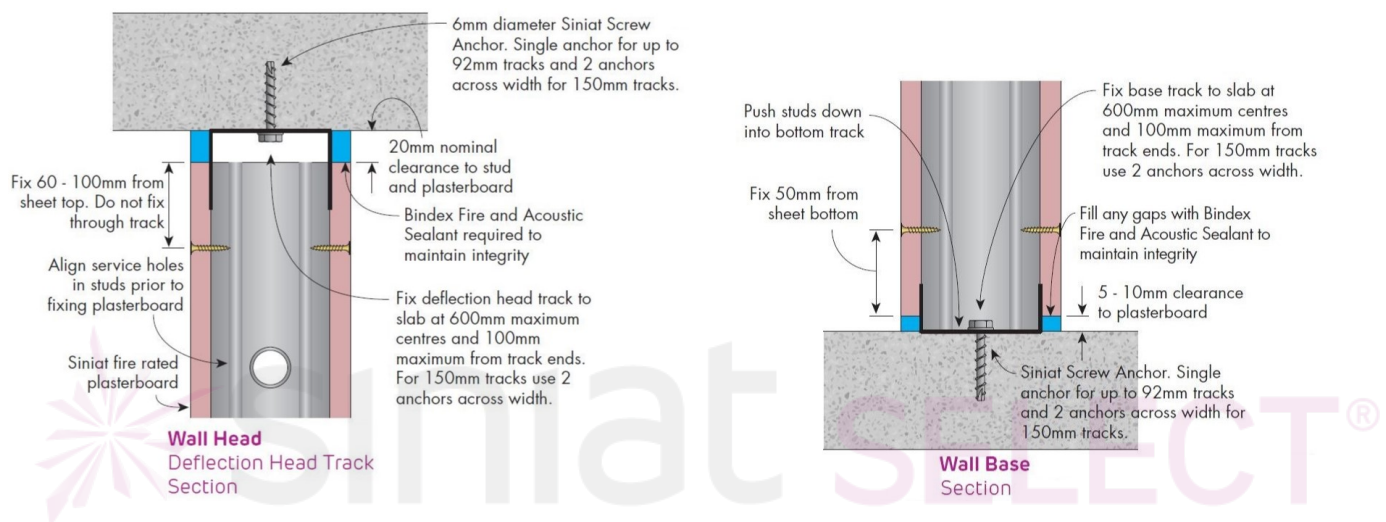 6mm diameter Siniat Screw
Anchor. Single anchor for up to
92mm tracks and 2 anchors
across width for 150mm tracks.
20mm nominal
clearance to stud
and plasterboard
Fix 60 - 100mm from
sheet top. Do not fix
through track
Bindex Fire and Acoustic
Sealant required to
maintain integrity
Align service holes
in studs prior to
fixing plasterboard
Fix deflection head track to
slab at 600mm maximum
centres and 100mm
maximum from track ends.
For 150mm tracks use 2
anchors across width.
Siniat fire rated
plasterboard
Wall Head
Deflection Head Track
Section
Push studs down
into bottom track
Fix base track to slab at
600mm maximum centres
and 100mm maximum from
track ends. For 150mm tracks
use 2 anchors across width.
Fix 50mm from
sheet bottom
Fill any gaps with Bindex
Fire and Acoustic Sealant to
maintain integrity
5 - 10mm clearance
to plasterboard
Siniat Screw Anchor. Single
anchor for up to 92mm tracks
and 2 anchors across width for
150mm tracks.
Wall Base
Section
siniat SELECT®